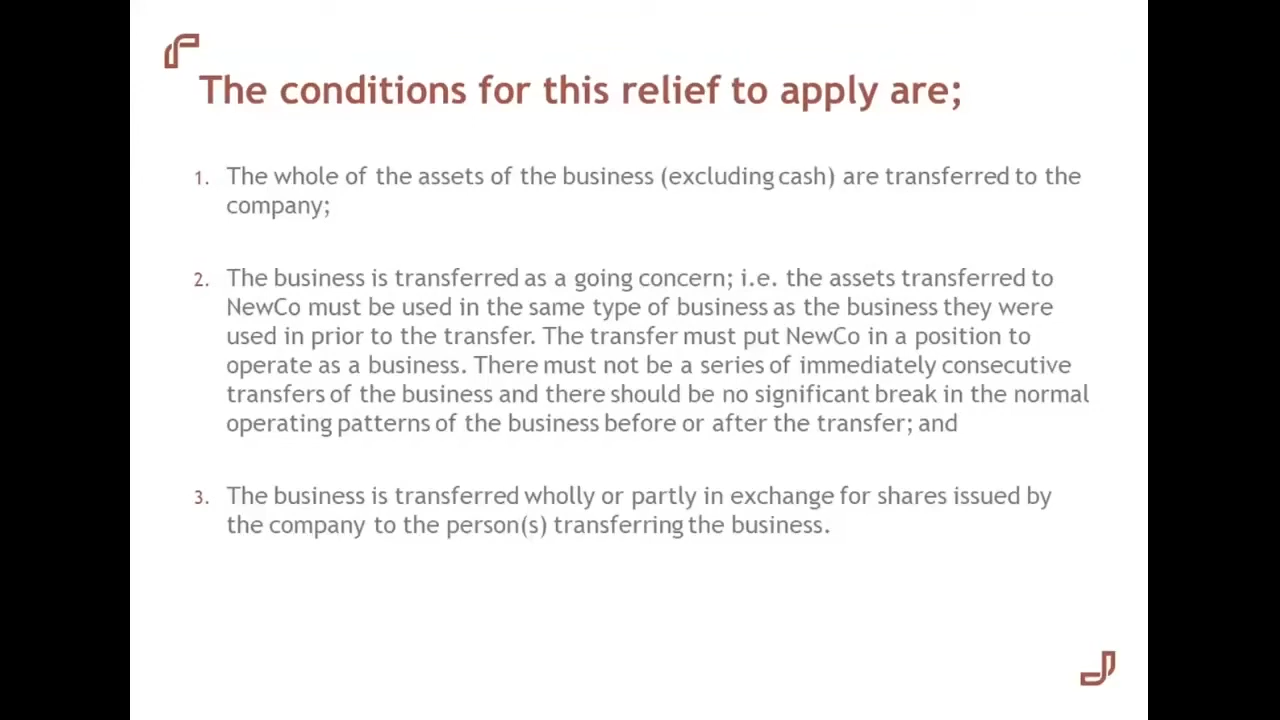 The conditions for this relief to apply are;
1. The whole of the assets of the business (excluding cash) are transferred to the
company;
2. The business is transferred as a going concern; i.e. the assets transferred to
NewCo must be used in the same type of business as the business they were
used in prior to the transfer. The transfer must put NewCo in a position to
operate as a business. There must not be a series of immediately consecutive
transfers of the business and there should be no significant break in the normal
operating patterns of the business before or after the transfer; and
3. The business is transferred wholly or partly in exchange for shares issued by
the company to the person(s) transferring the business.